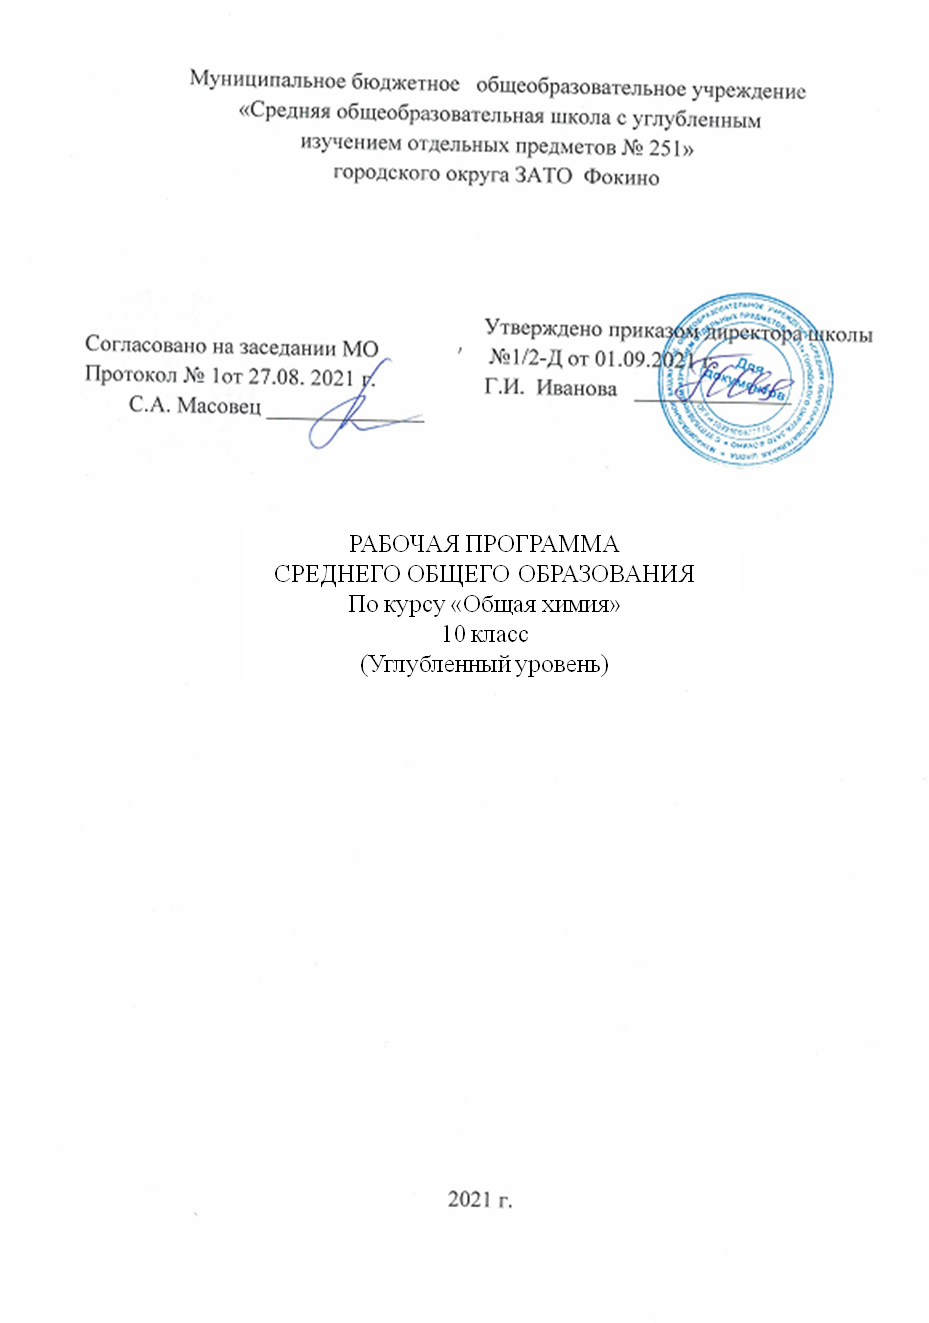 Муниципальное бюджетное общеобразовательное учреждение
«Средняя общеобразовательная школа с углубленным
изучением отдельных предметов № 251»
городского округа ЗАТО Фокино
Согласовано на заседании МО
Протокол № 1от 27.08. 2021 г.
С.А. Масовец
Утверждено приказом директора школы
№1/2-Д от 01.09.2021 г.
Г.И. Иванова
Для
документов
РАБОЧАЯ ПРОГРАММА
СРЕДНЕГО ОБЩЕГО ОБРАЗОВАНИЯ
По курсу «Общая химия»
10 класс
(Углубленный уровень)
2021 г.